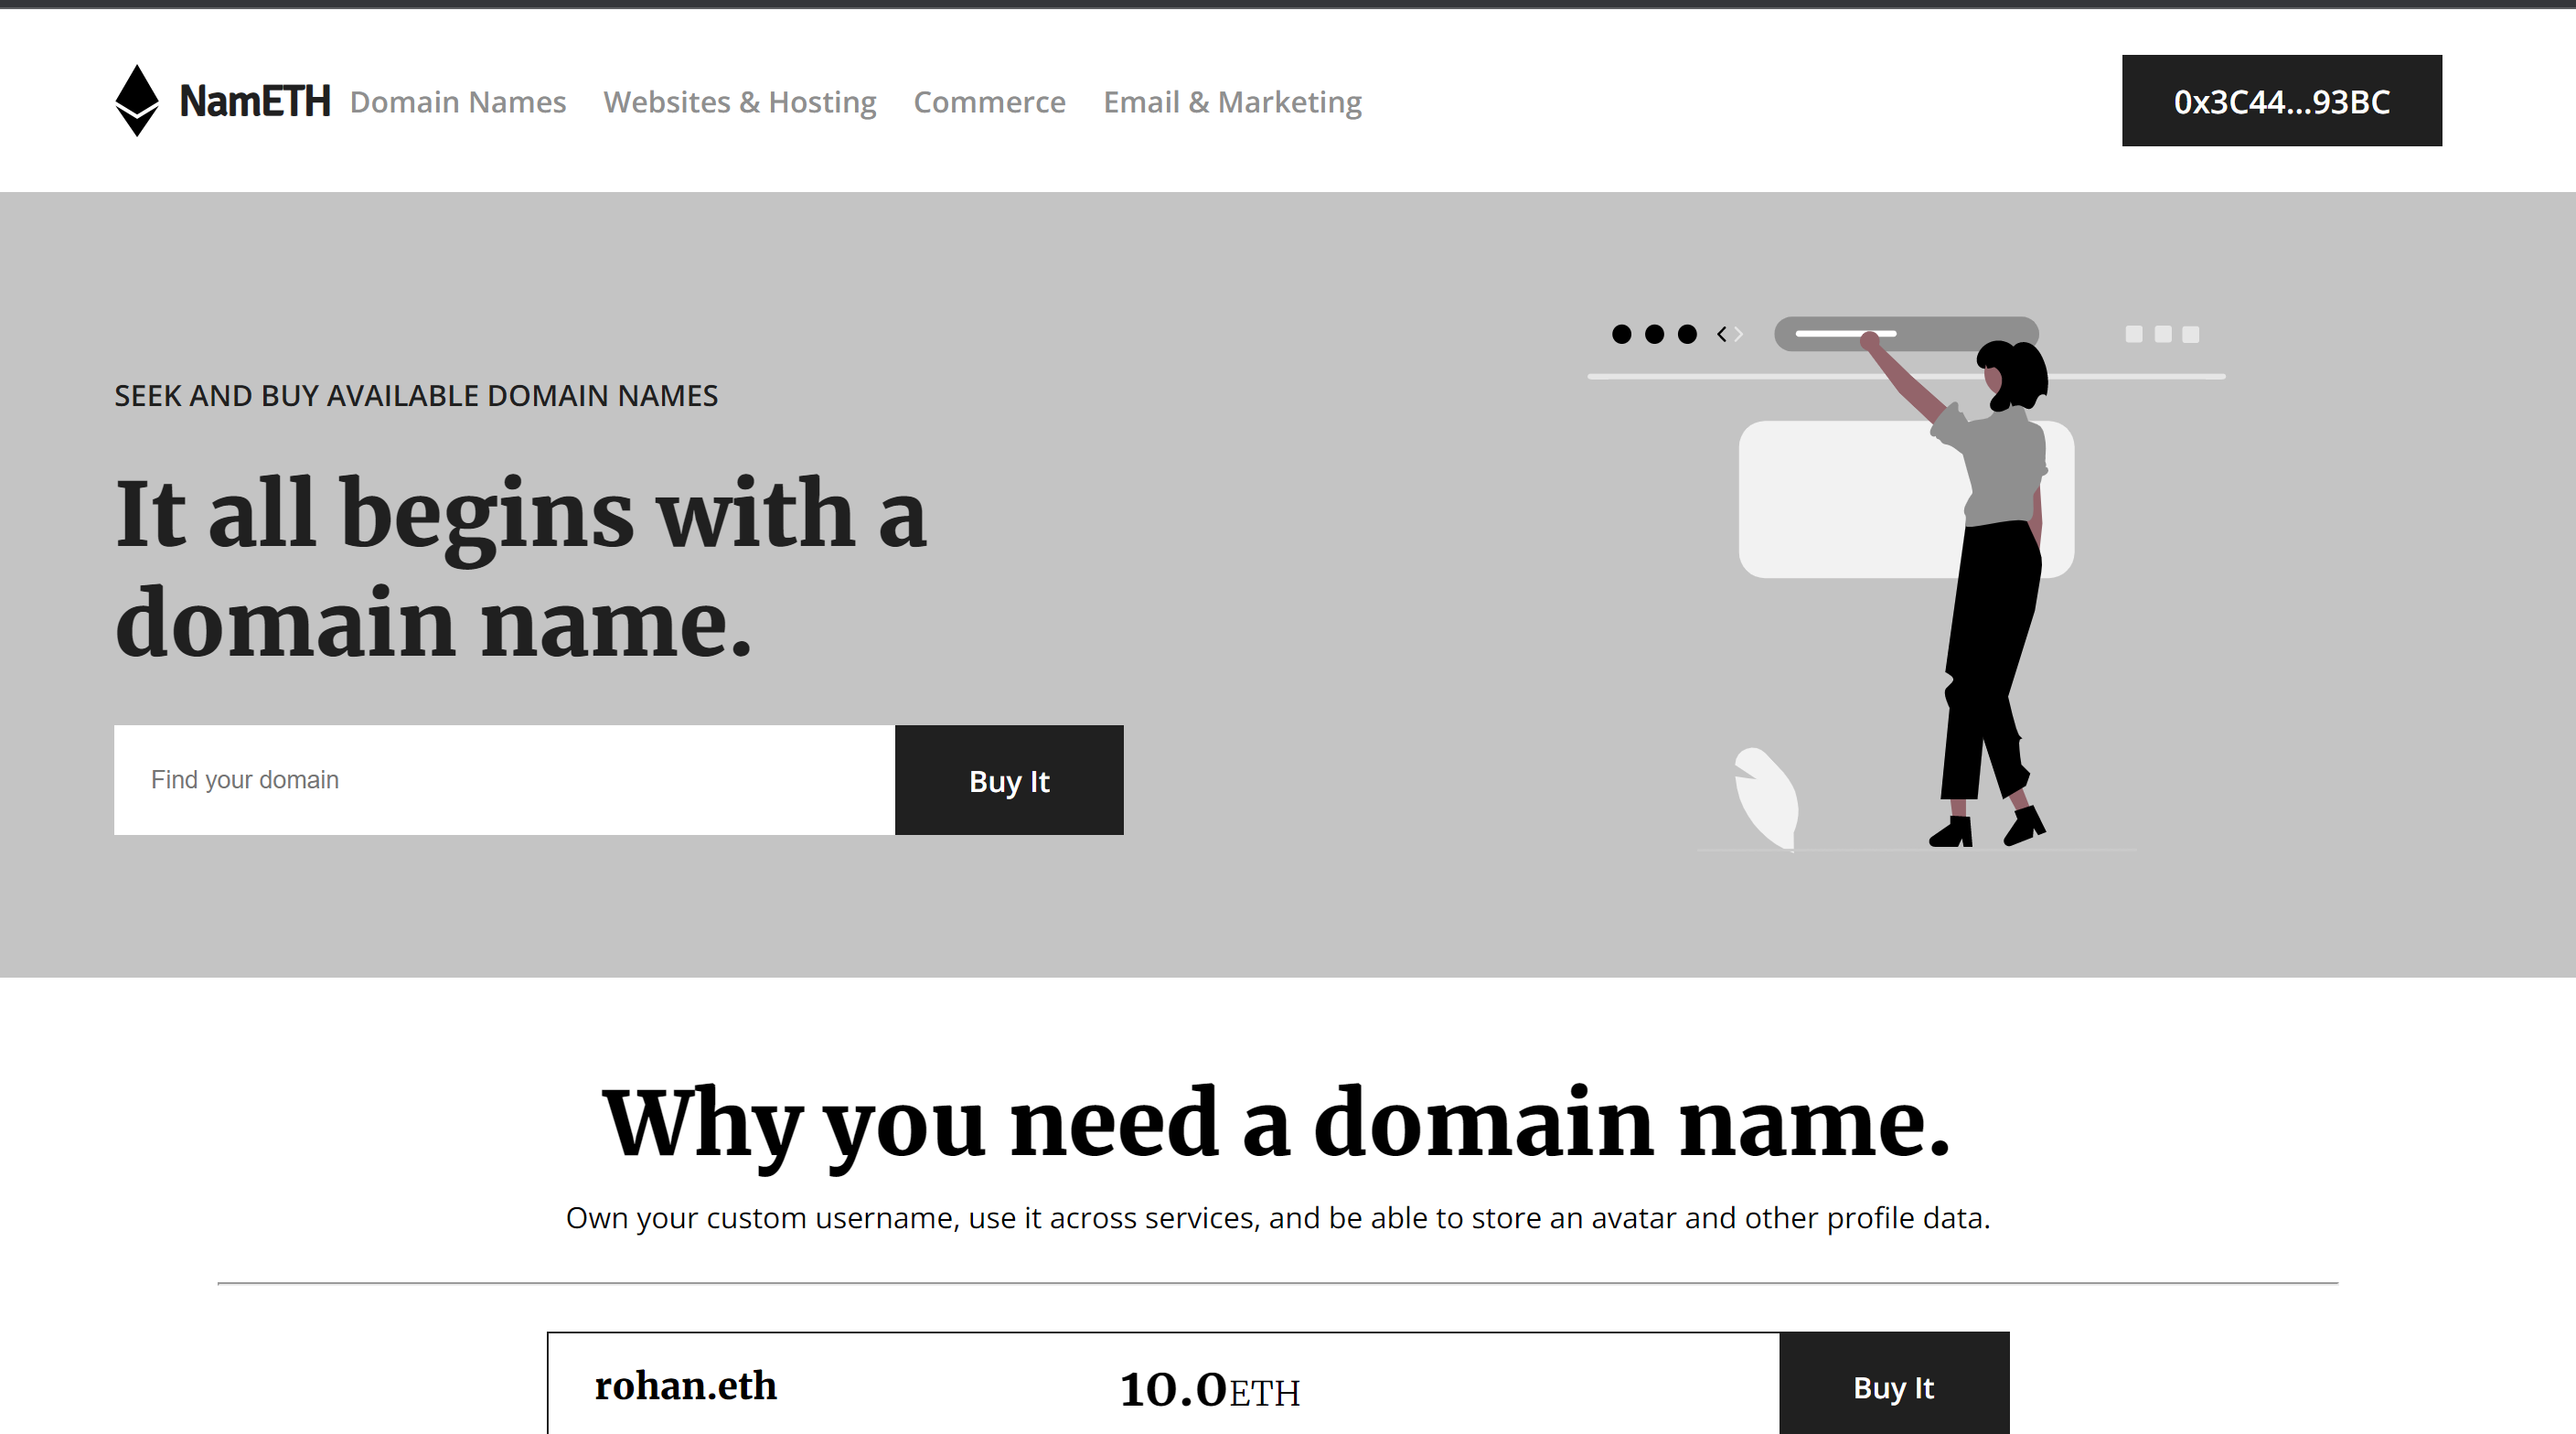 NamETH Domain Names Websites & Hosting Commerce Email & Marketing 0x3C44...93BC
SEEK AND BUY AVAILABLE DOMAIN NAMES
It all begins with a
domain name.
Find your domain Buy It
Why you need a domain name.
Own your custom username, use it across services, and be able to store an avatar and other profile data.
rohan.eth 10.0ETH Buy It